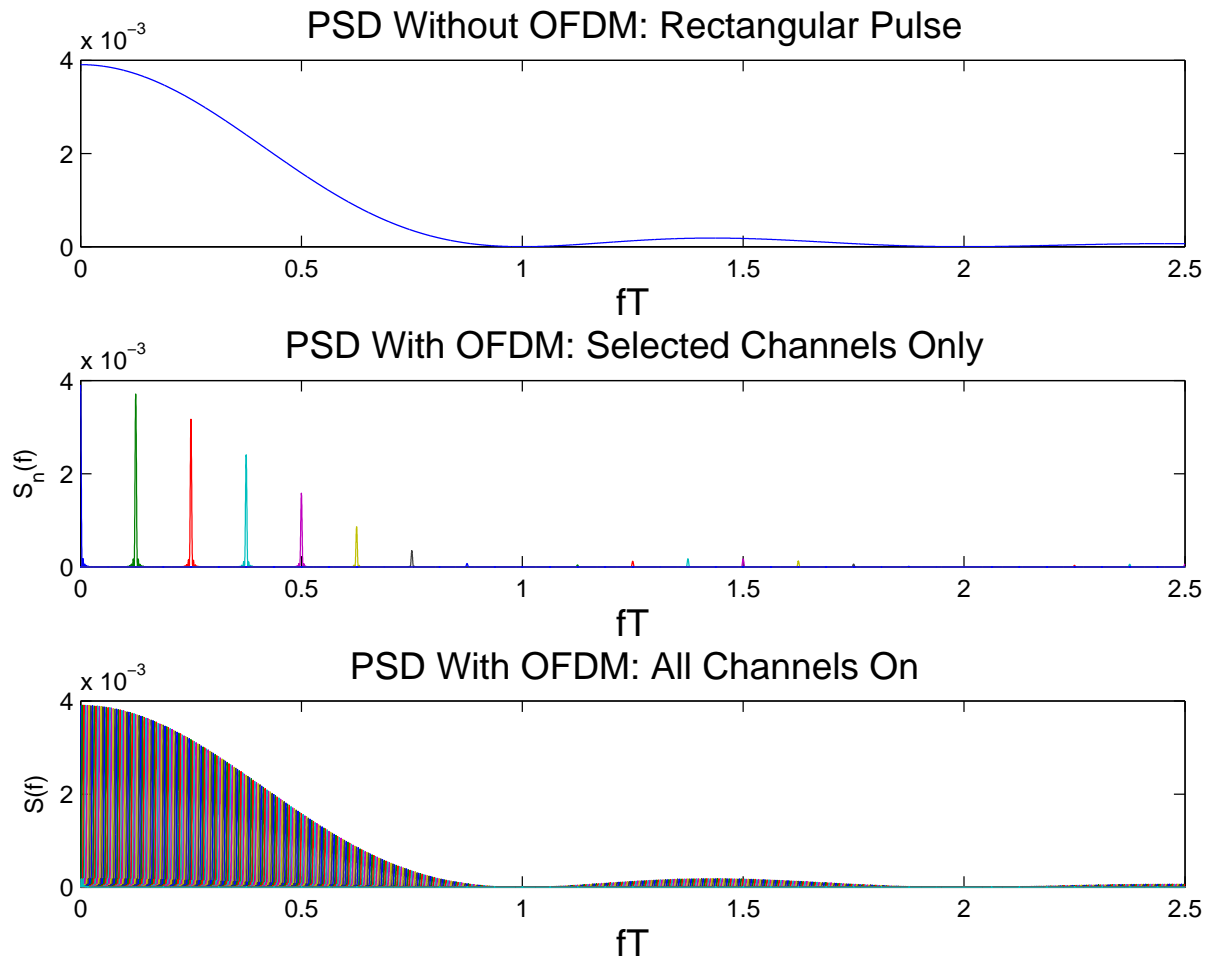 PSD Without OFDM: Rectangular Pulse
x 10−3
4
2
0
0 0.5 1 1.5 2 2.5
fT
PSD With OFDM: Selected Channels Only
x 10−3
4
2
0
Sn(f)
0 0.5 1 1.5 2 2.5
fT
PSD With OFDM: All Channels On
x 10−3
4
2
0
S(f)
0 0.5 1 1.5 2 2.5
fT